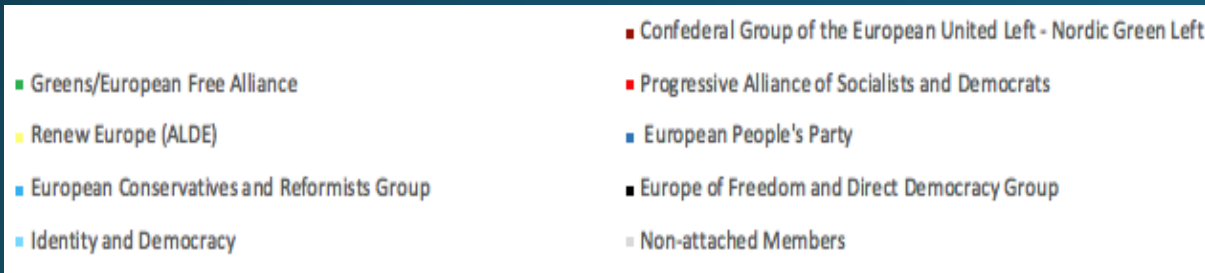 Confederal Group of the European United Left - Nordic Green Left
Greens/European Free Alliance
Progressive Alliance of Socialists and Democrats
Renew Europe (ALDE)
European People's Party
European Conservatives and Reformists Group
Europe of Freedom and Direct Democracy Group
Identity and Democracy
Non-attached Members